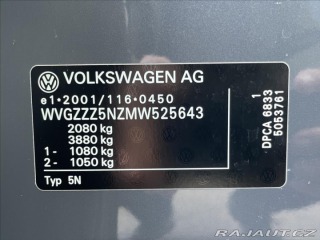 VOLKSWAGEN AG
e1*2001/116*0450
WVGZZZ5NZMW525643
2080 kg
3880 kg
1- 1080 kg
2- 1050 kg
Typ 5N
DPCA 6833 1
5053761
RAJAUT.CZ